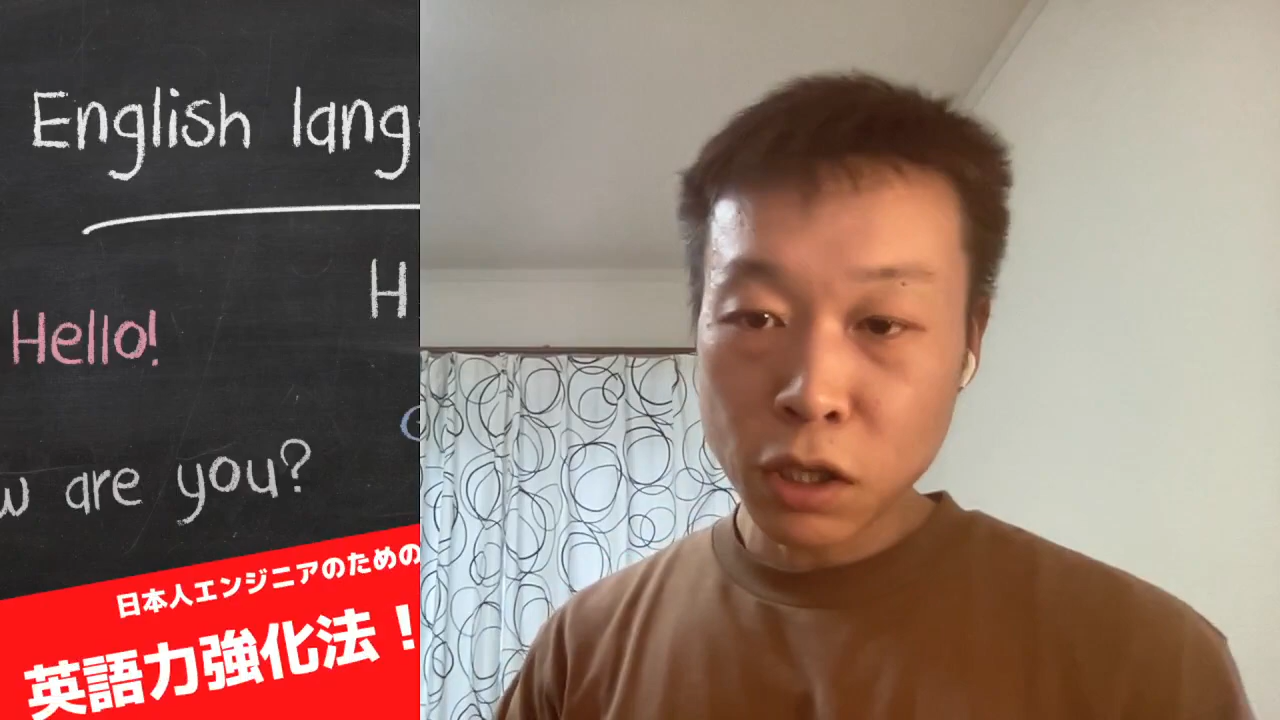 English lang
H
Hello!
w are you?
日本人エンジニアのための
英語力強化法！